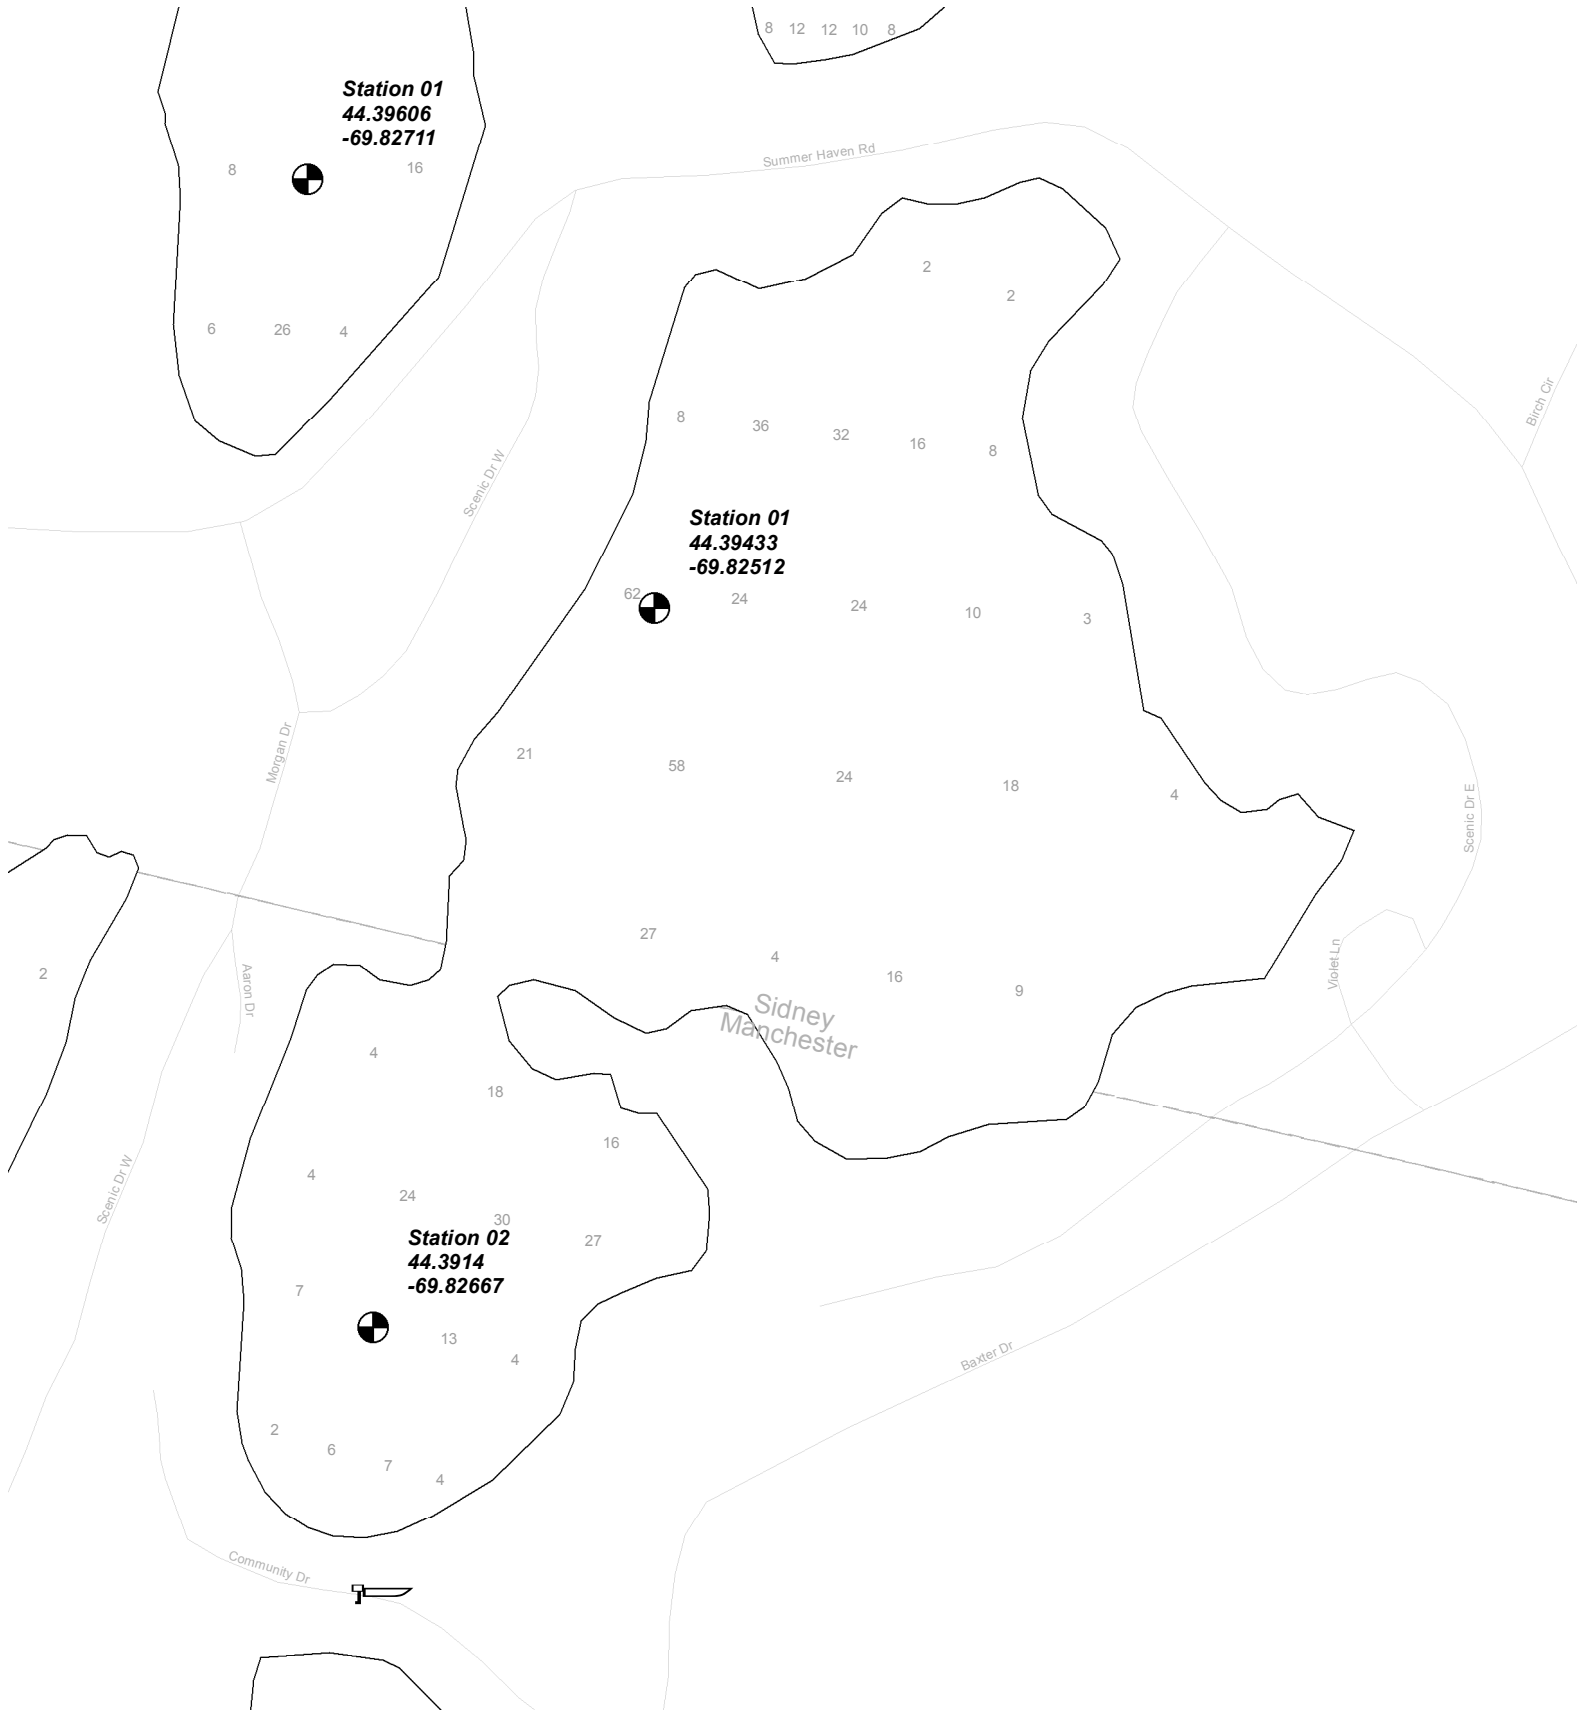 8 12 12 10 8
Station 01
44.39606
-69.82711
Summer Haven Rd
8 16
2
2
6 26 4
Birch Cir
8 36 32 16 8
Scenic Dr W
Station 01
44.39433
-69.82512
62 24 24 10 3
Morgan Dr
21 58 24 18 4
Scenic Dr E
27 4 16 9
2
Aaron Dr
Violet Ln
Sidney
Manchester
4 18 16
Scenic Dr W
4 24 30 27
Station 02
44.3914
-69.82667
7 13 4
Baxter Dr
2 6 7 4
Community Dr